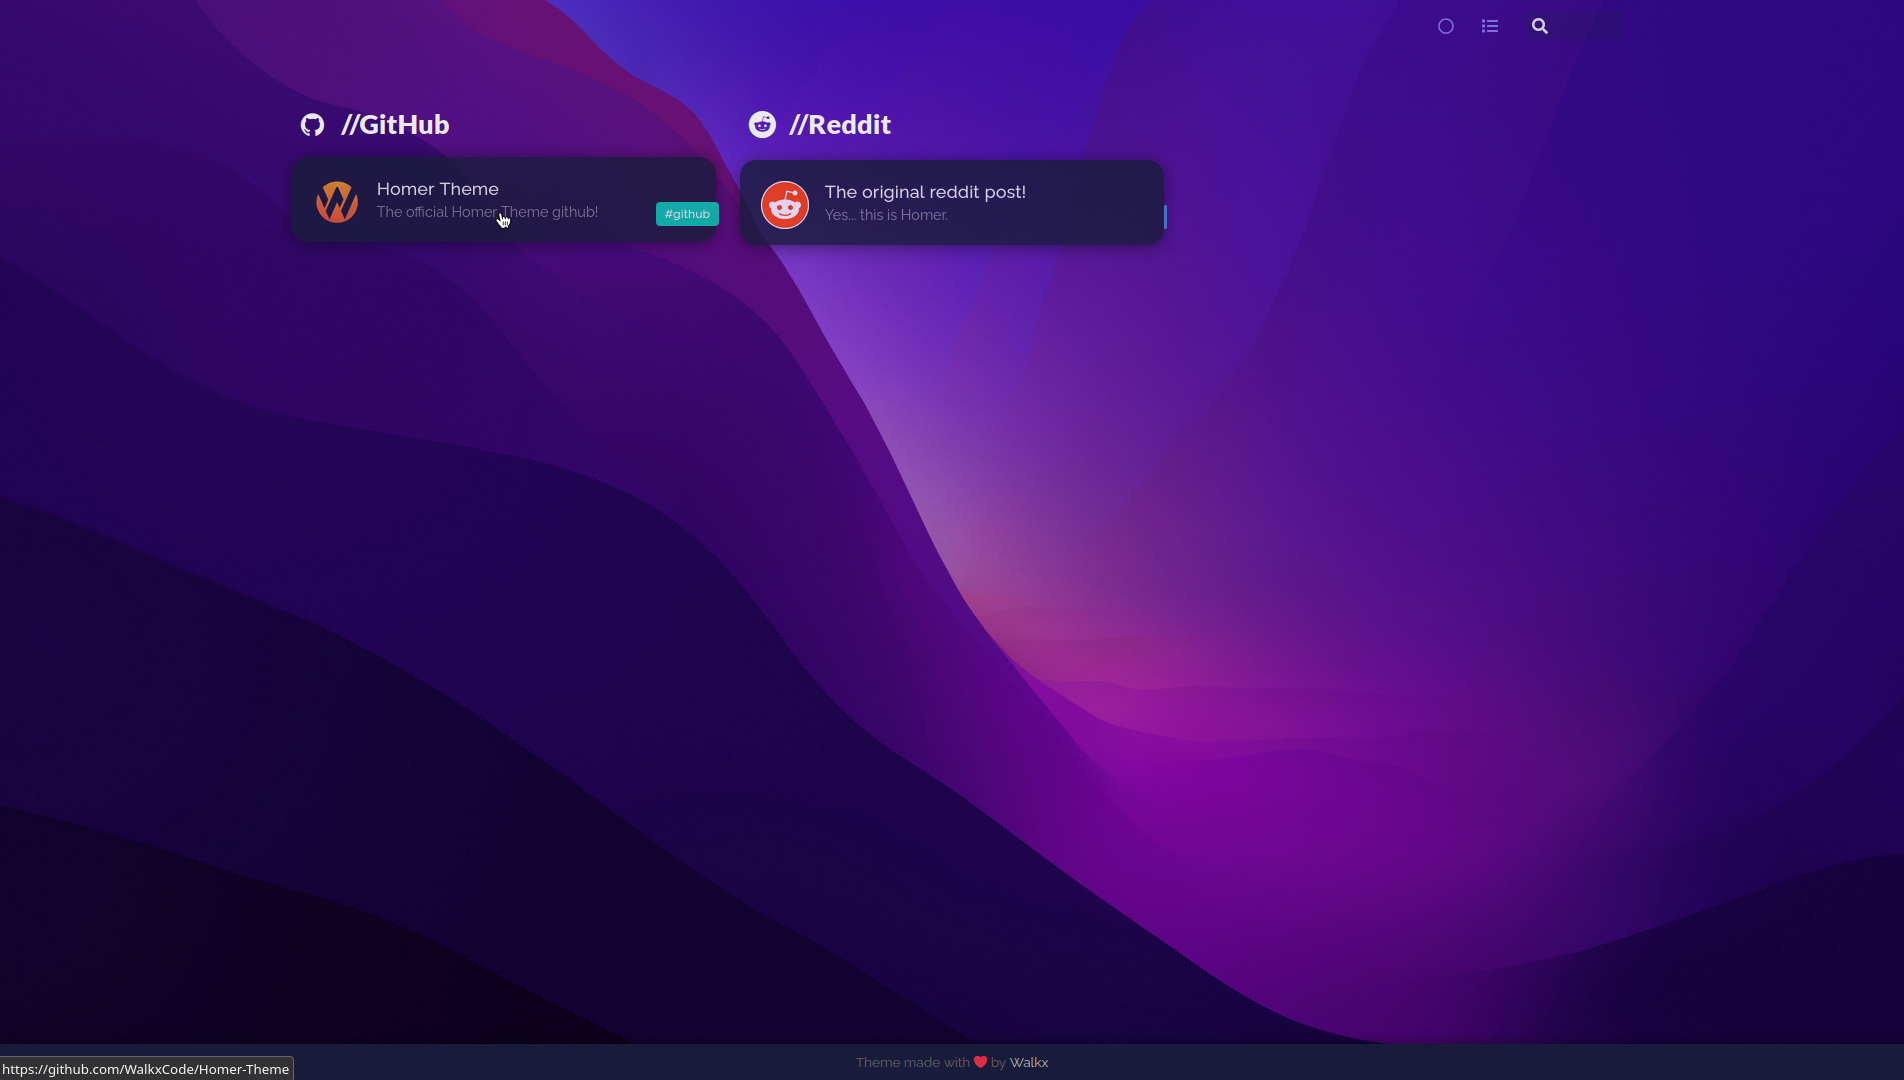 //GitHub
Homer Theme
The official Homer Theme github!
#github
//Reddit
The original reddit post!
Yes... this is Homer.
Theme made with ❤️ by Walkx
https://github.com/WalkxCode/Homer-Theme